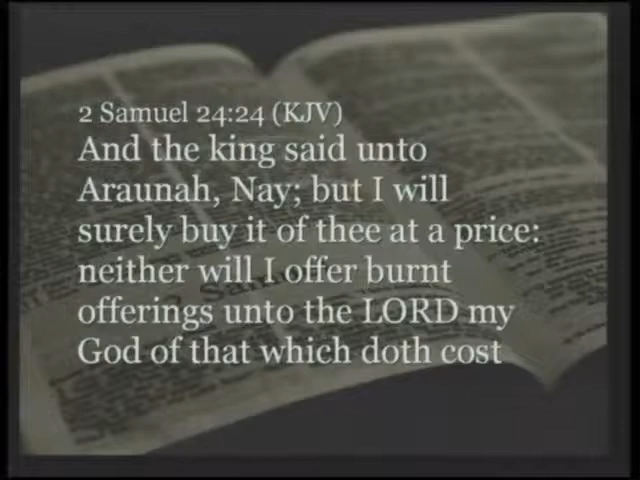 2 Samuel 24:24 (KJV)
And the king said unto
Araunah, Nay; but I will
surely buy it of thee at a price:
neither will I offer burnt
offerings unto the LORD my
God of that which doth cost